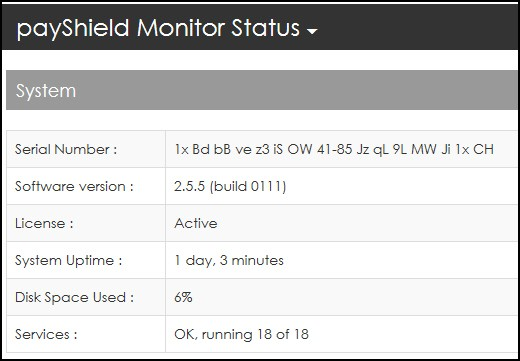 payShield Monitor Status
System
Serial Number : 1x Bd bB ve z3 iS OW 41-85 Jz qL 9L MW Ji 1x CH
Software version : 2.5.5 (build 0111)
License : Active
System Uptime : 1 day, 3 minutes
Disk Space Used : 6%
Services : OK, running 18 of 18